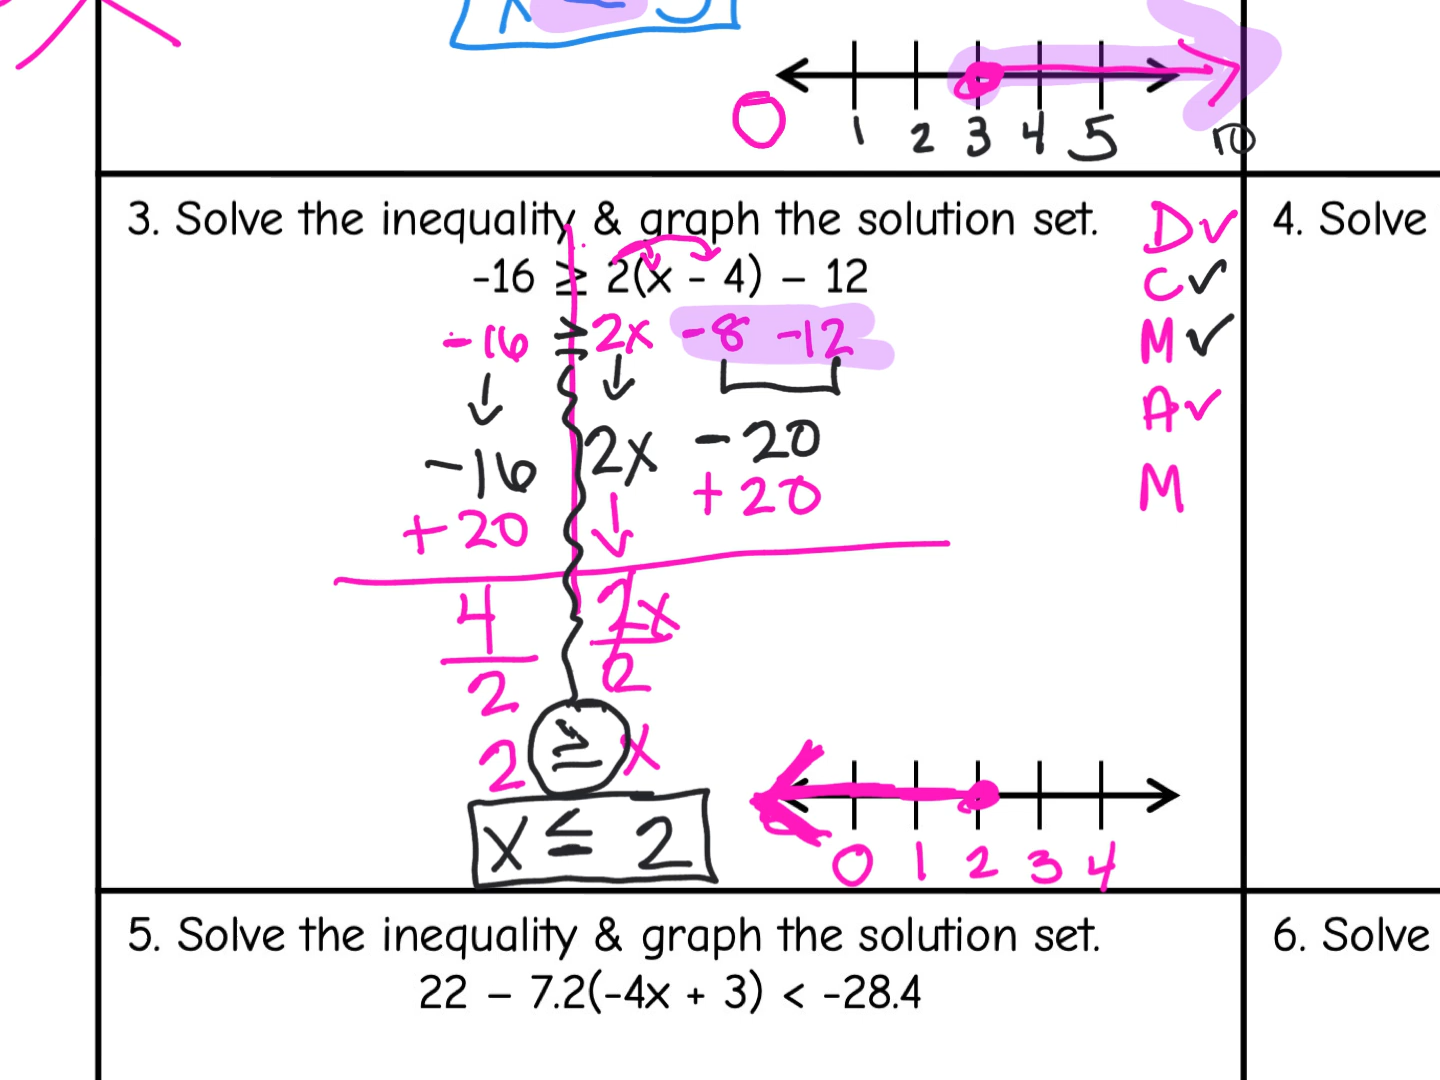 0 1 2 3 4 5
3. Solve the inequality & graph the solution set.
-16 ≥ 2(x - 4) – 12
-16 ≥ 2x -8 -12
-16 2x -20
+20 +20
4 2x
2 2
2 ≥ x
x ≤ 2
0 1 2 3 4
D✓
C✓
M✓
A✓
M
4. Solve
5. Solve the inequality & graph the solution set.
22 – 7.2(-4x + 3) < -28.4
6. Solve